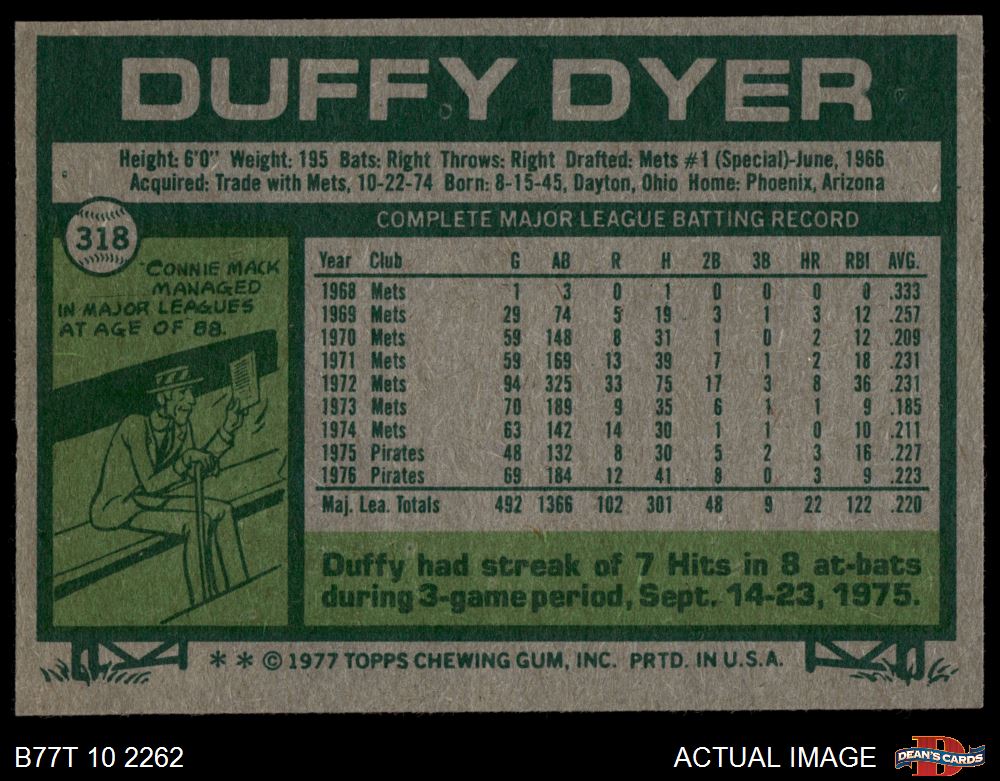 DUFFY DYER
Height: 6'0" Weight: 195 Bats: Right Throws: Right Drafted: Mets #1 (Special)-June, 1966
Acquired: Trade with Mets, 10-22-74 Born: 8-15-45, Dayton, Ohio Home: Phoenix, Arizona
318
CONNIE MACK
MANAGED
IN MAJOR LEAGUES
AT AGE OF 88.
COMPLETE MAJOR LEAGUE BATTING RECORD
Year Club G AB R H 2B 3B HR RBI AVG.
1968 Mets 1 3 0 1 0 0 0 0 .333
1969 Mets 29 74 5 19 3 1 3 12 .257
1970 Mets 59 148 8 31 1 0 2 12 .209
1971 Mets 59 169 13 39 7 1 2 18 .231
1972 Mets 94 325 33 75 17 3 8 36 .231
1973 Mets 70 189 9 35 6 1 1 9 .185
1974 Mets 63 142 14 30 1 1 0 10 .211
1975 Pirates 48 132 8 30 5 2 3 16 .227
1976 Pirates 69 184 12 41 8 0 3 9 .223
Maj. Lea. Totals 492 1366 102 301 48 9 22 122 .220
Duffy had streak of 7 Hits in 8 at-bats
during 3-game period, Sept. 14-23, 1975.
* * © 1977 TOPPS CHEWING GUM, INC. PRTD. IN U.S.A.
B77T 10 2262
ACTUAL IMAGE
D
DEAN'S CARDS